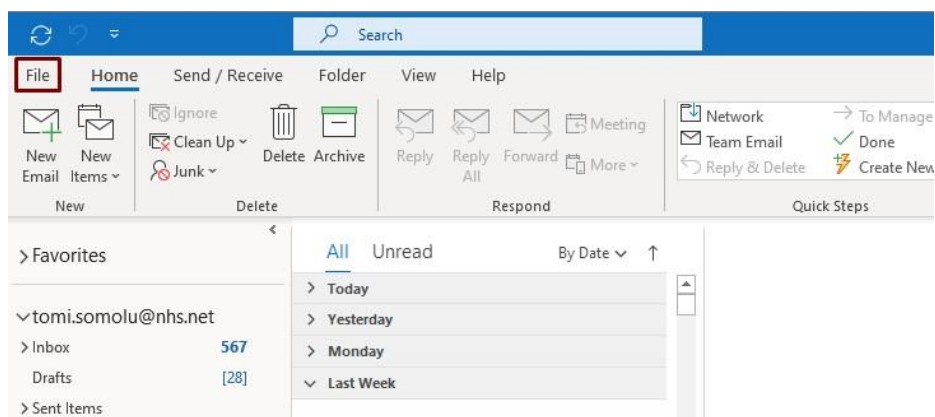 Search
File Home Send / Receive Folder View Help
New Email
New Items
Ignore
Clean Up
Junk
Delete
Archive
Reply
Reply All
Forward
Meeting
More
Network
Team Email
Reply & Delete
To Manage
Done
Create New
New Delete Respond Quick Steps
Favorites
All Unread By Date
Today
tomi.somolu@nhs.net
Yesterday
Inbox 567
Monday
Drafts [28]
Last Week
Sent Items